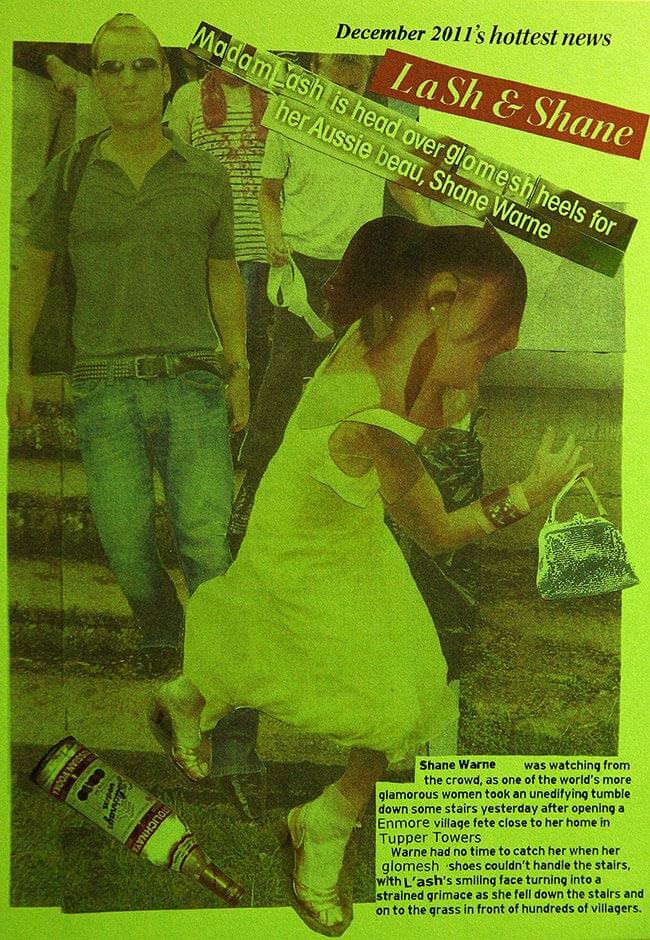 December 2011's hottest news
LaSh & Shane
MadamLash is head over glomesh heels for
her Aussie beau, Shane Warne
STOLICHNAYA
Shane Warne was watching from
the crowd, as one of the world's more
glamorous women took an unedifying tumble
down some stairs yesterday after opening a
Enmore village fete close to her home in
Tupper Towers
Warne had no time to catch her when her
glomesh shoes couldn't handle the stairs,
with L'ash's smiling face turning into a
strained grimace as she fell down the stairs and
on to the grass in front of hundreds of villagers.